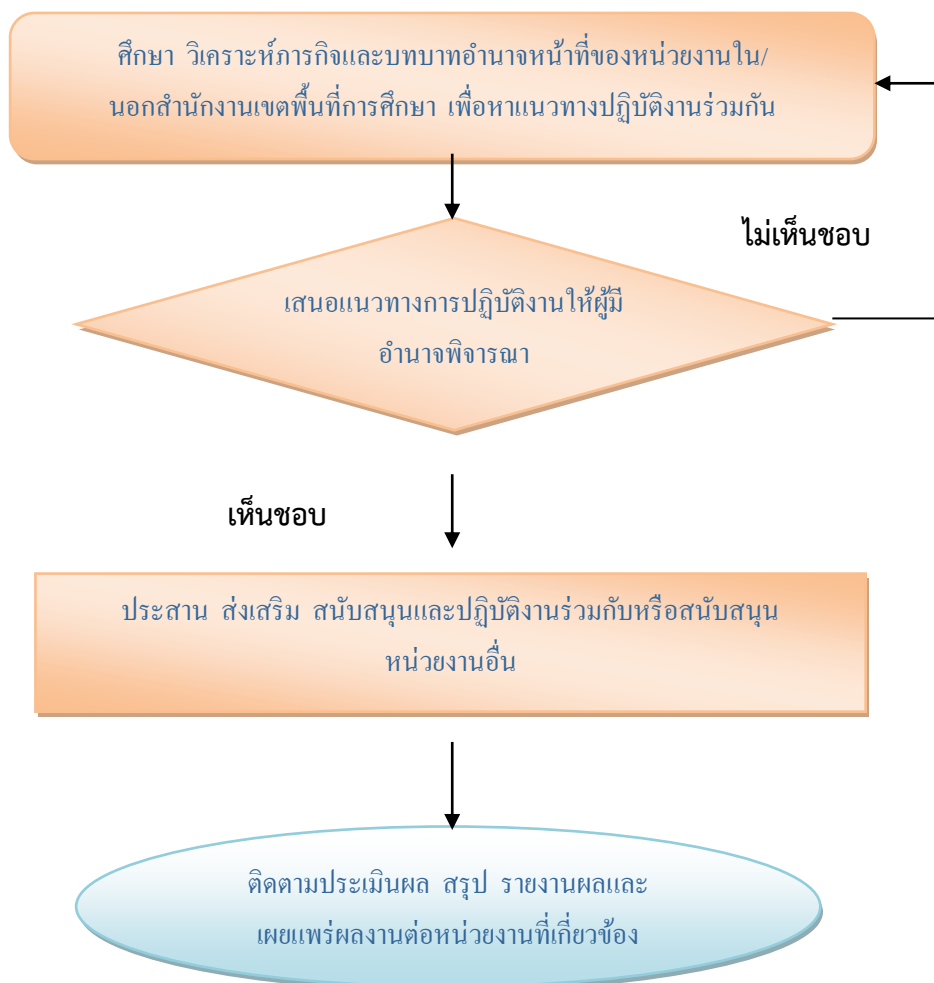 ศึกษา วิเคราะห์ภารกิจและบทบาทอำนาจหน้าที่ของหน่วยงานใน/
นอกสำนักงานเขตพื้นที่การศึกษา เพื่อหาแนวทางปฏิบัติงานร่วมกัน
ไม่เห็นชอบ
เสนอแนวทางการปฏิบัติงานให้ผู้มี
อำนาจพิจารณา
เห็นชอบ
ประสาน ส่งเสริม สนับสนุนและปฏิบัติงานร่วมกับหรือสนับสนุน
หน่วยงานอื่น
ติดตามประเมินผล สรุป รายงานผลและ
เผยแพร่ผลงานต่อหน่วยงานที่เกี่ยวข้อง